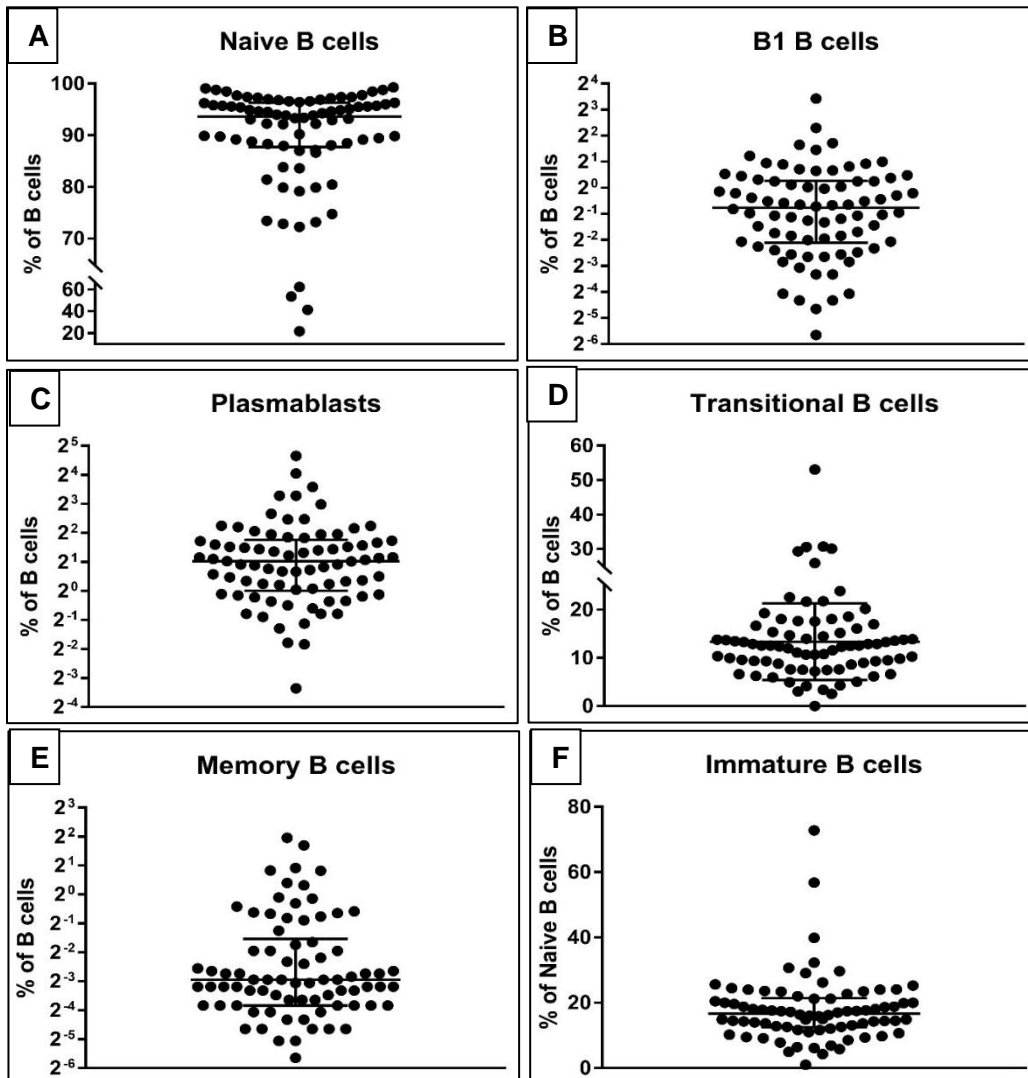 A
Naive B cells
% of B cells
100
90
80
70
60
40
20
B
B1 B cells
% of B cells
2⁴
2³
2²
2¹
2⁰
2⁻¹
2⁻²
2⁻³
2⁻⁴
2⁻⁵
2⁻⁶
C
Plasmablasts
% of B cells
2⁵
2⁴
2³
2²
2¹
2⁰
2⁻¹
2⁻²
2⁻³
2⁻⁴
D
Transitional B cells
% of B cells
60
50
40
30
20
10
0
E
Memory B cells
% of B cells
2³
2²
2¹
2⁰
2⁻¹
2⁻²
2⁻³
2⁻⁴
2⁻⁵
2⁻⁶
F
Immature B cells
% of Naive B cells
80
60
40
20
0